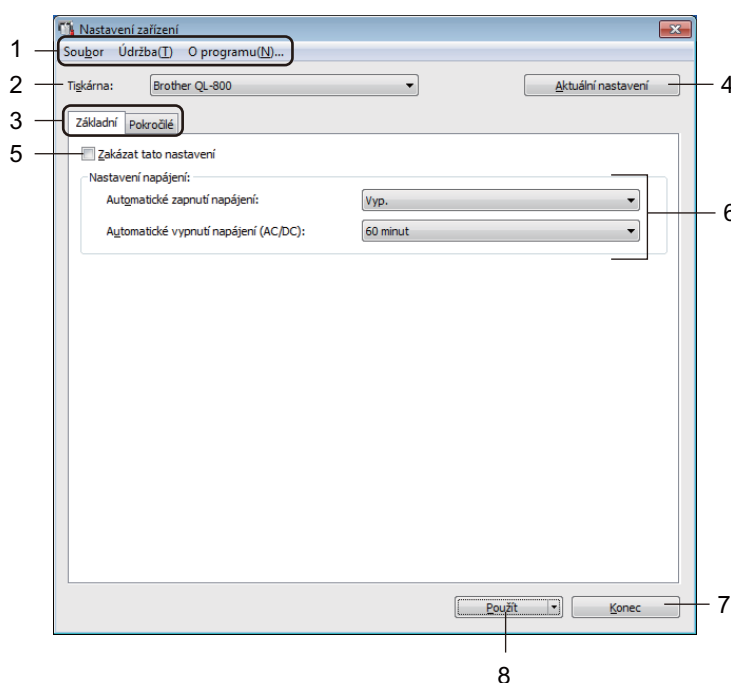 Nastavení zařízení
1 Soubor Údržba(T) O programu(N)...
2 Tiskárna: Brother QL-800 Aktuální nastavení 4
3 Základní Pokročilé
5 Zakázat tato nastavení
Nastavení napájení:
Automatické zapnutí napájení: Vyp.
6
Automatické vypnutí napájení (AC/DC): 60 minut
Použít Konec 7
8